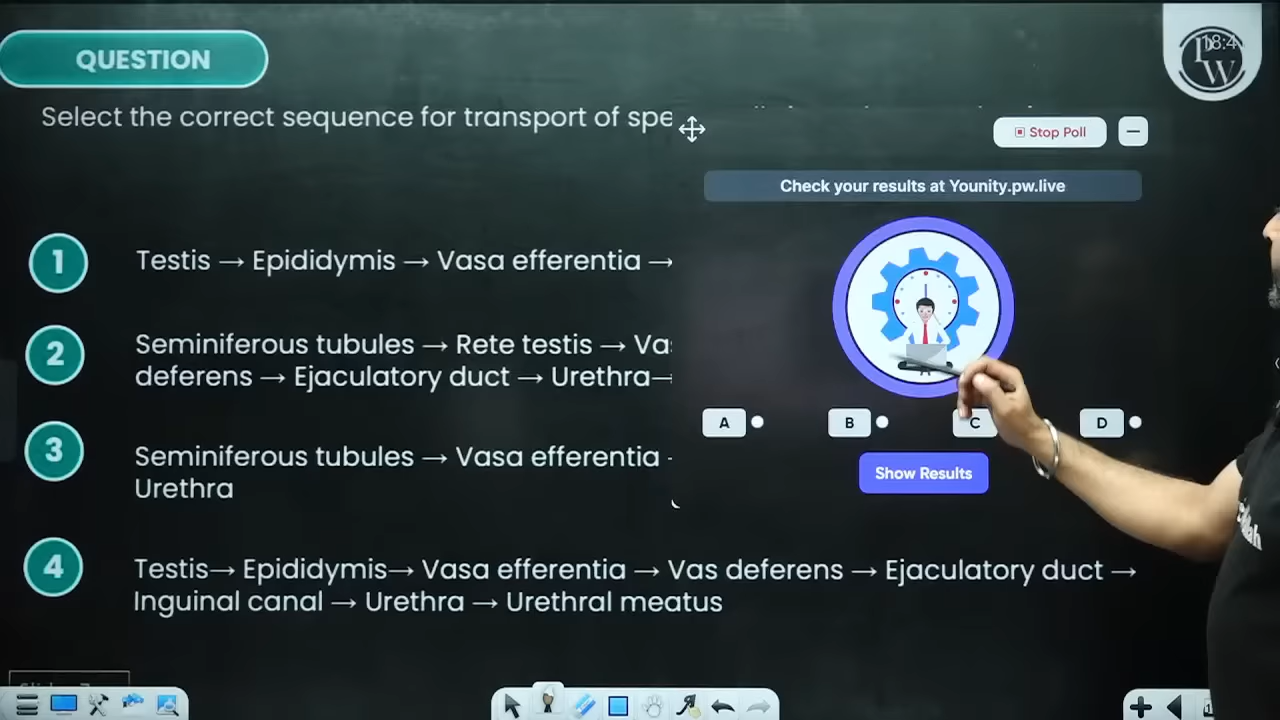 QUESTION
Select the correct sequence for transport of spe
Stop Poll
Check your results at Younity.pw.live
1 Testis → Epididymis → Vasa efferentia →
2 Seminiferous tubules → Rete testis → Va
deferens → Ejaculatory duct → Urethra
3 Seminiferous tubules → Vasa efferentia
Urethra
A B C D
Show Results
4 Testis→ Epididymis→ Vasa efferentia → Vas deferens → Ejaculatory duct →
Inguinal canal → Urethra → Urethral meatus
18:4
W